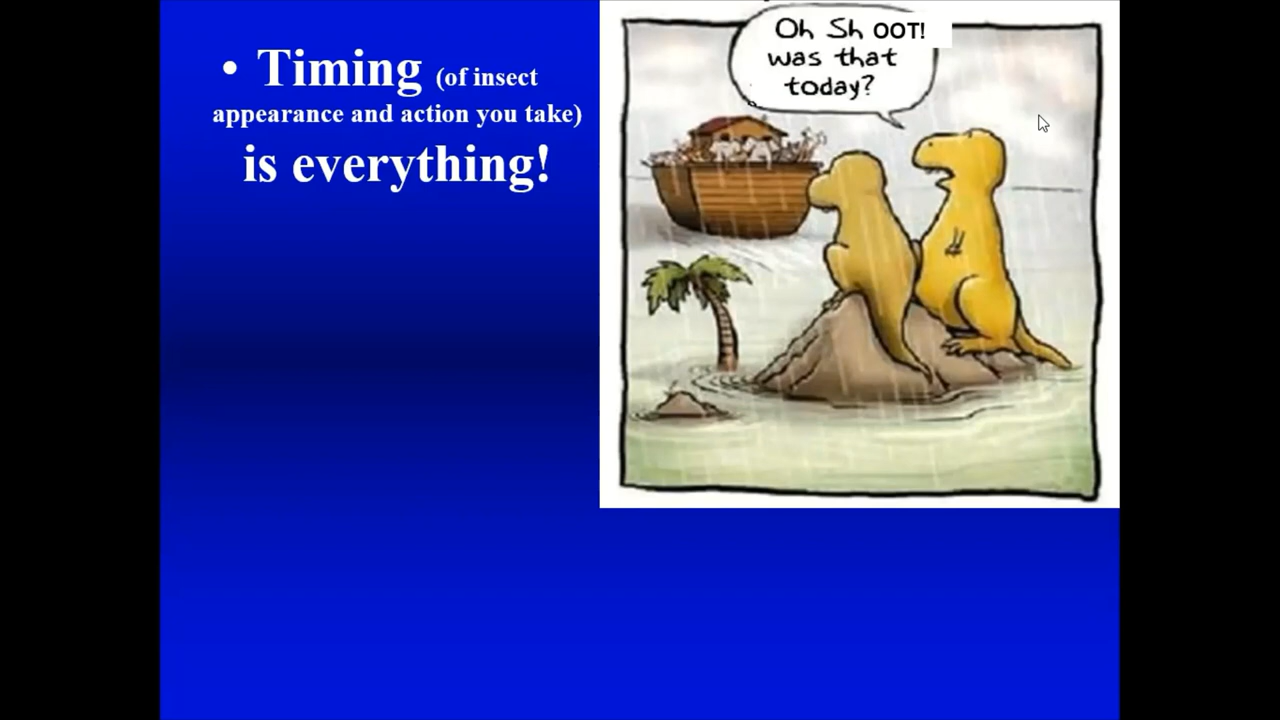 • Timing (of insect
appearance and action you take)
is everything!
Oh Sh OOT!
was that
today?